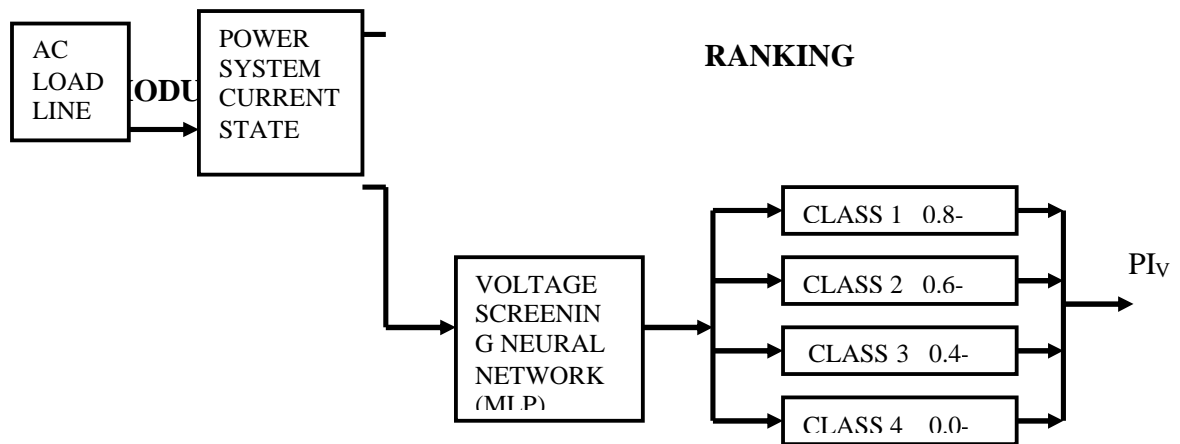 AC
LOAD
LINE
POWER
SYSTEM
CURRENT
STATE
RANKING
VOLTAGE
SCREENIN
G NEURAL
NETWORK
(MLP)
CLASS 1 0.8-
CLASS 2 0.6-
CLASS 3 0.4-
CLASS 4 0.0-
PIV